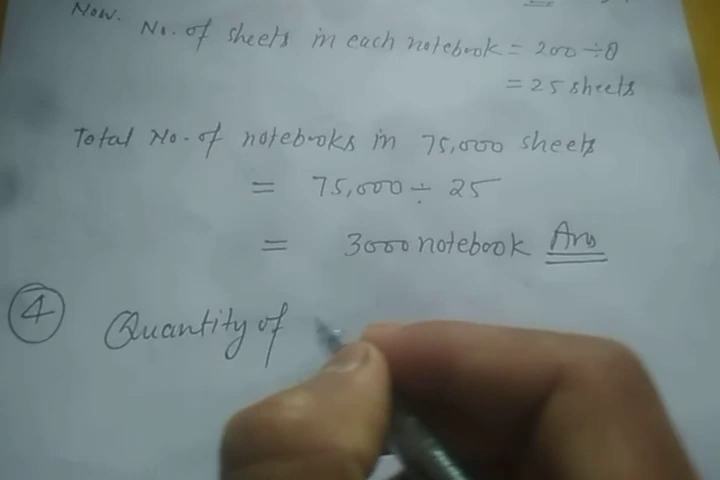 Now.
No. of sheets in each notebook = 200 ÷ 8
= 25 sheets
Total No. of notebooks in 75,000 sheets
= 75,000 ÷ 25
= 3000 notebook Ans
4 Quantity of